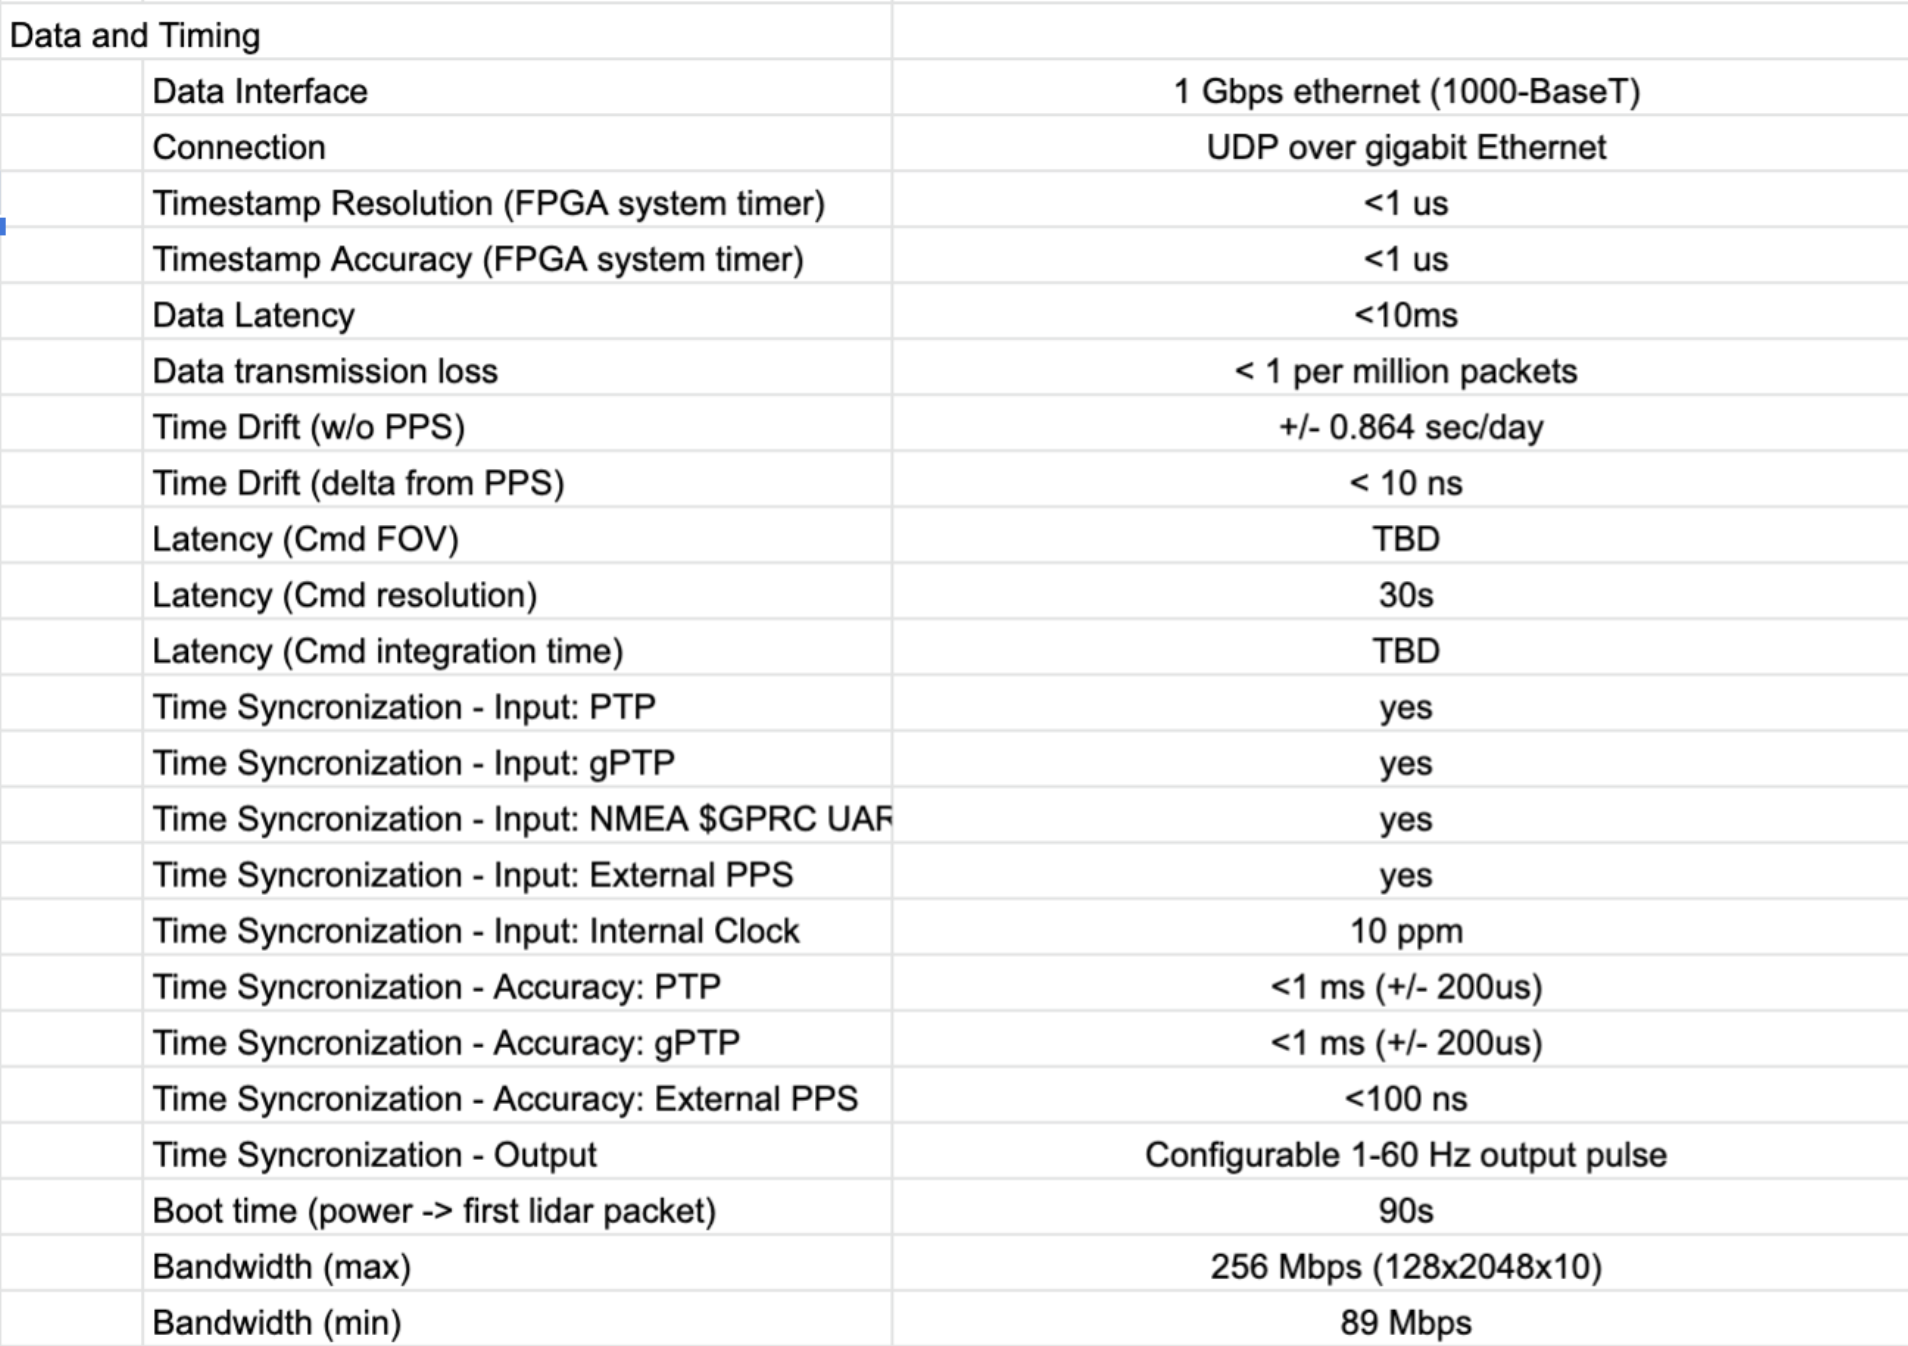 Data and Timing
Data Interface 1 Gbps ethernet (1000-BaseT)
Connection UDP over gigabit Ethernet
Timestamp Resolution (FPGA system timer) <1 us
Timestamp Accuracy (FPGA system timer) <1 us
Data Latency <10ms
Data transmission loss < 1 per million packets
Time Drift (w/o PPS) +/- 0.864 sec/day
Time Drift (delta from PPS) < 10 ns
Latency (Cmd FOV) TBD
Latency (Cmd resolution) 30s
Latency (Cmd integration time) TBD
Time Syncronization - Input: PTP yes
Time Syncronization - Input: gPTP yes
Time Syncronization - Input: NMEA $GPRC UAR yes
Time Syncronization - Input: External PPS yes
Time Syncronization - Input: Internal Clock 10 ppm
Time Syncronization - Accuracy: PTP <1 ms (+/- 200us)
Time Syncronization - Accuracy: gPTP <1 ms (+/- 200us)
Time Syncronization - Accuracy: External PPS <100 ns
Time Syncronization - Output Configurable 1-60 Hz output pulse
Boot time (power -> first lidar packet) 90s
Bandwidth (max) 256 Mbps (128x2048x10)
Bandwidth (min) 89 Mbps